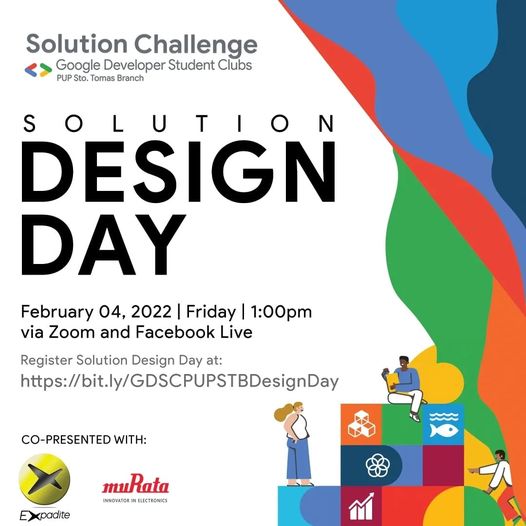 Solution Challenge
Google Developer Student Clubs
PUP Sto. Tomas Branch
SOLUTION
DESIGN
DAY
February 04, 2022 | Friday | 1:00pm
via Zoom and Facebook Live
Register Solution Design Day at:
https://bit.ly/GDSCPUPSTBDesignDay
CO-PRESENTED WITH:
Expadite
muRata
INNOVATOR IN ELECTRONICS